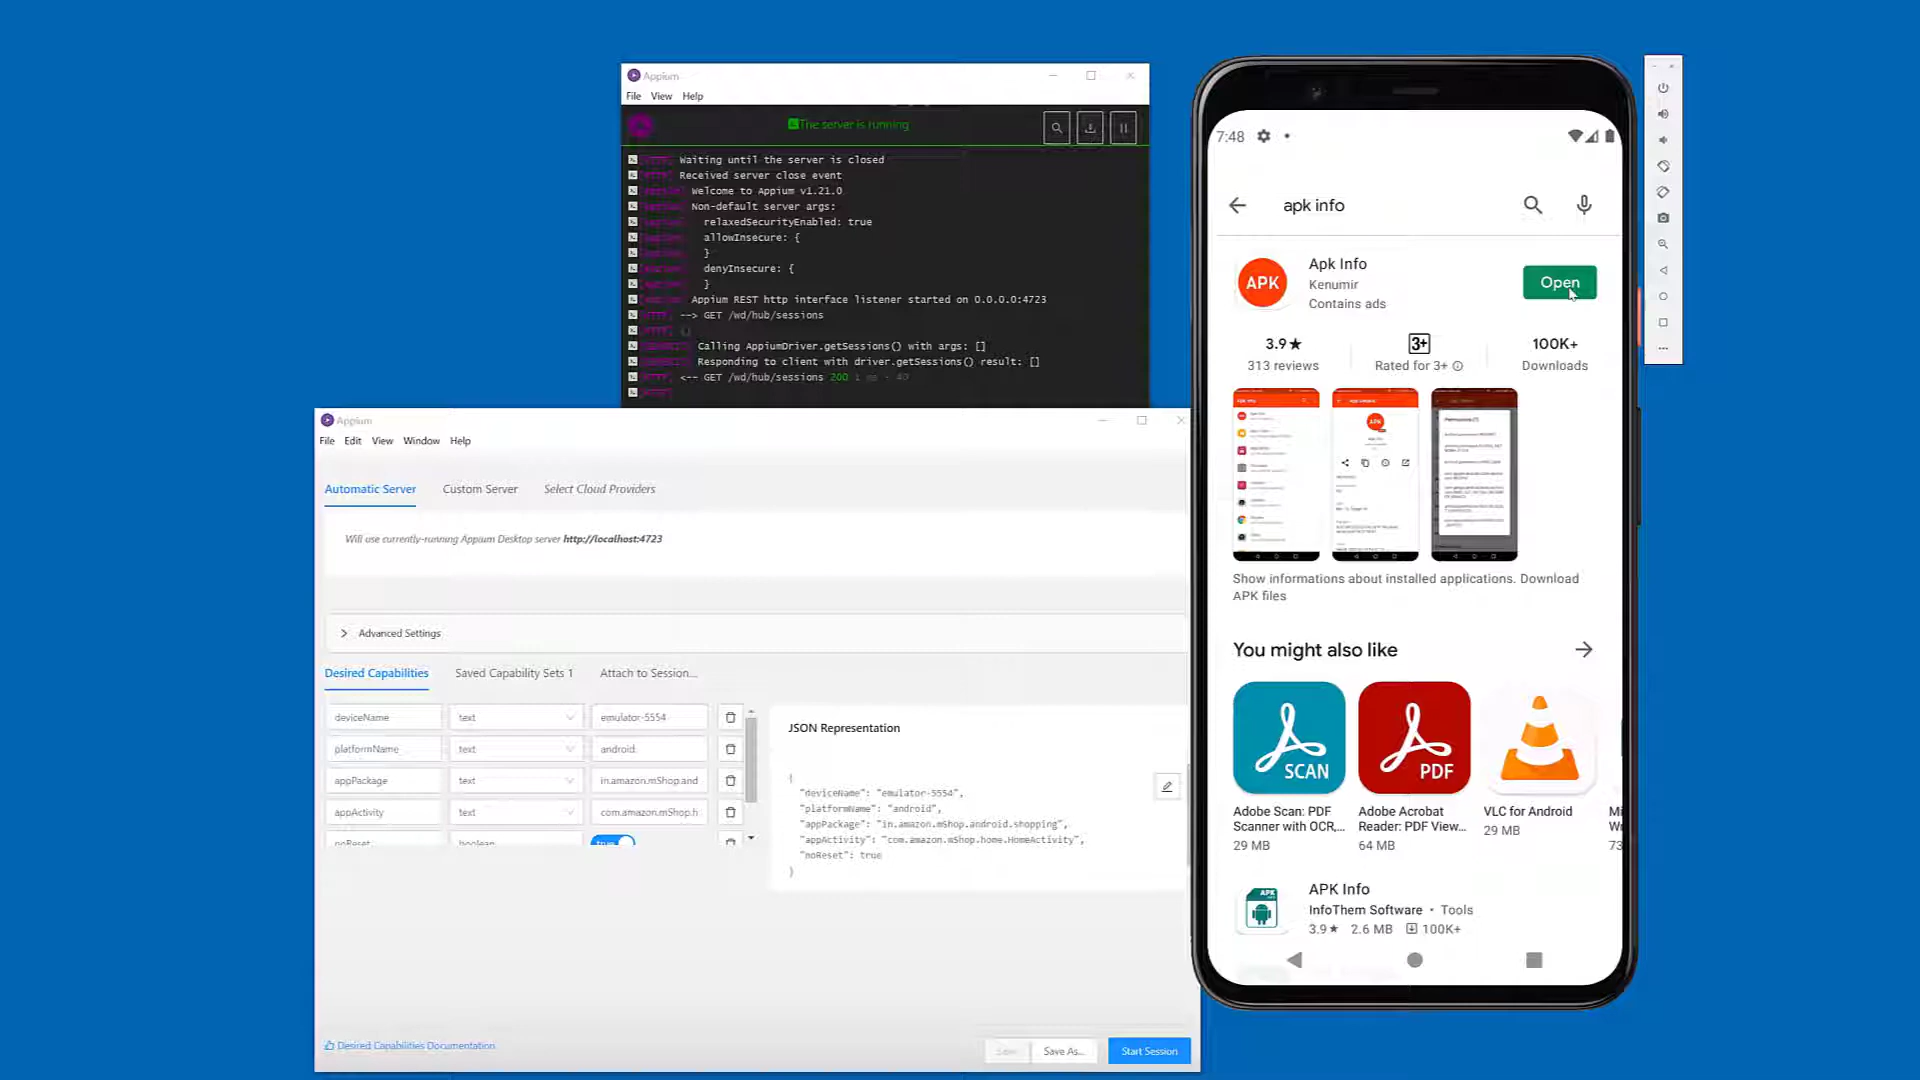 Appium
File View Help
The server is running
Waiting until the server is closed
Received server close event
Welcome to Appium v1.21.0
Non-default server args:
relaxedSecurityEnabled: true
allowInsecure: {
}
denyInsecure: {
}
Appium REST http interface listener started on 0.0.0.0:4723
--> GET /wd/hub/sessions
{}
Calling AppiumDriver.getSessions() with args: []
Responding to client with driver.getSessions() result: []
<-- GET /wd/hub/sessions 200
Appium
File Edit View Window Help
Automatic Server Custom Server Select Cloud Providers
Will use currently-running Appium Desktop server http://localhost:4723
Advanced Settings
Desired Capabilities Saved Capability Sets 1 Attach to Session...
deviceName text emulator-5554
platformName text android
appPackage text in.amazon.mShop.and
appActivity text com.amazon.mShop.h
noReset boolean true
JSON Representation
{
"deviceName": "emulator-5554",
"platformName": "android",
"appPackage": "in.amazon.mShop.android.shopping",
"appActivity": "com.amazon.mShop.home.HomeActivity",
"noReset": true
}
Desired Capabilities Documentation
Save Save As... Start Session
7:48
apk info
APK
Apk Info
Kenumir
Contains ads
Open
3.9★ 3+ 100K+
313 reviews Rated for 3+ Downloads
Show informations about installed applications. Download
APK files
You might also like
SCAN PDF
Adobe Scan: PDF
Scanner with OCR,...
29 MB
Adobe Acrobat
Reader: PDF View...
64 MB
VLC for Android
29 MB
APK
APK Info
InfoThem Software • Tools
3.9★ 2.6 MB 100K+